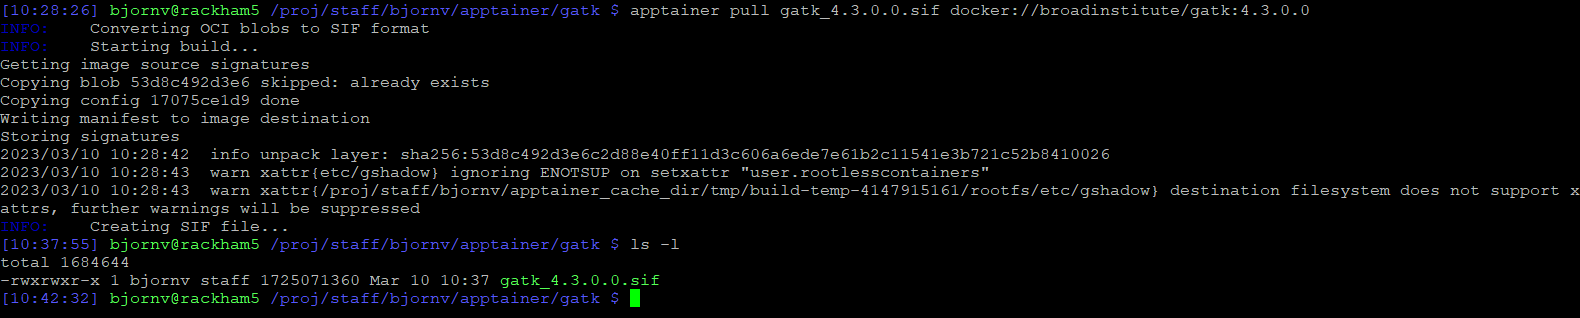 [10:28:26] bjornv@rackham5 /proj/staff/bjornv/apptainer/gatk $ apptainer pull gatk_4.3.0.0.sif docker://broadinstitute/gatk:4.3.0.0
INFO:    Converting OCI blobs to SIF format
INFO:    Starting build...
Getting image source signatures
Copying blob 53d8c492d3e6 skipped: already exists
Copying config 17075ce1d9 done
Writing manifest to image destination
Storing signatures
2023/03/10 10:28:42  info unpack layer: sha256:53d8c492d3e6c2d88e40ff11d3c606a6ede7e61b2c11541e3b721c52b8410026
2023/03/10 10:28:43  warn xattr{etc/gshadow} ignoring ENOTSUP on setxattr "user.rootlesscontainers"
2023/03/10 10:28:43  warn xattr{/proj/staff/bjornv/apptainer_cache_dir/tmp/build-temp-4147915161/rootfs/etc/gshadow} destination filesystem does not support x
attrs, further warnings will be suppressed
INFO:    Creating SIF file...
[10:37:55] bjornv@rackham5 /proj/staff/bjornv/apptainer/gatk $ ls -l
total 1684644
-rwxrwxr-x 1 bjornv staff 1725071360 Mar 10 10:37 gatk_4.3.0.0.sif
[10:42:32] bjornv@rackham5 /proj/staff/bjornv/apptainer/gatk $